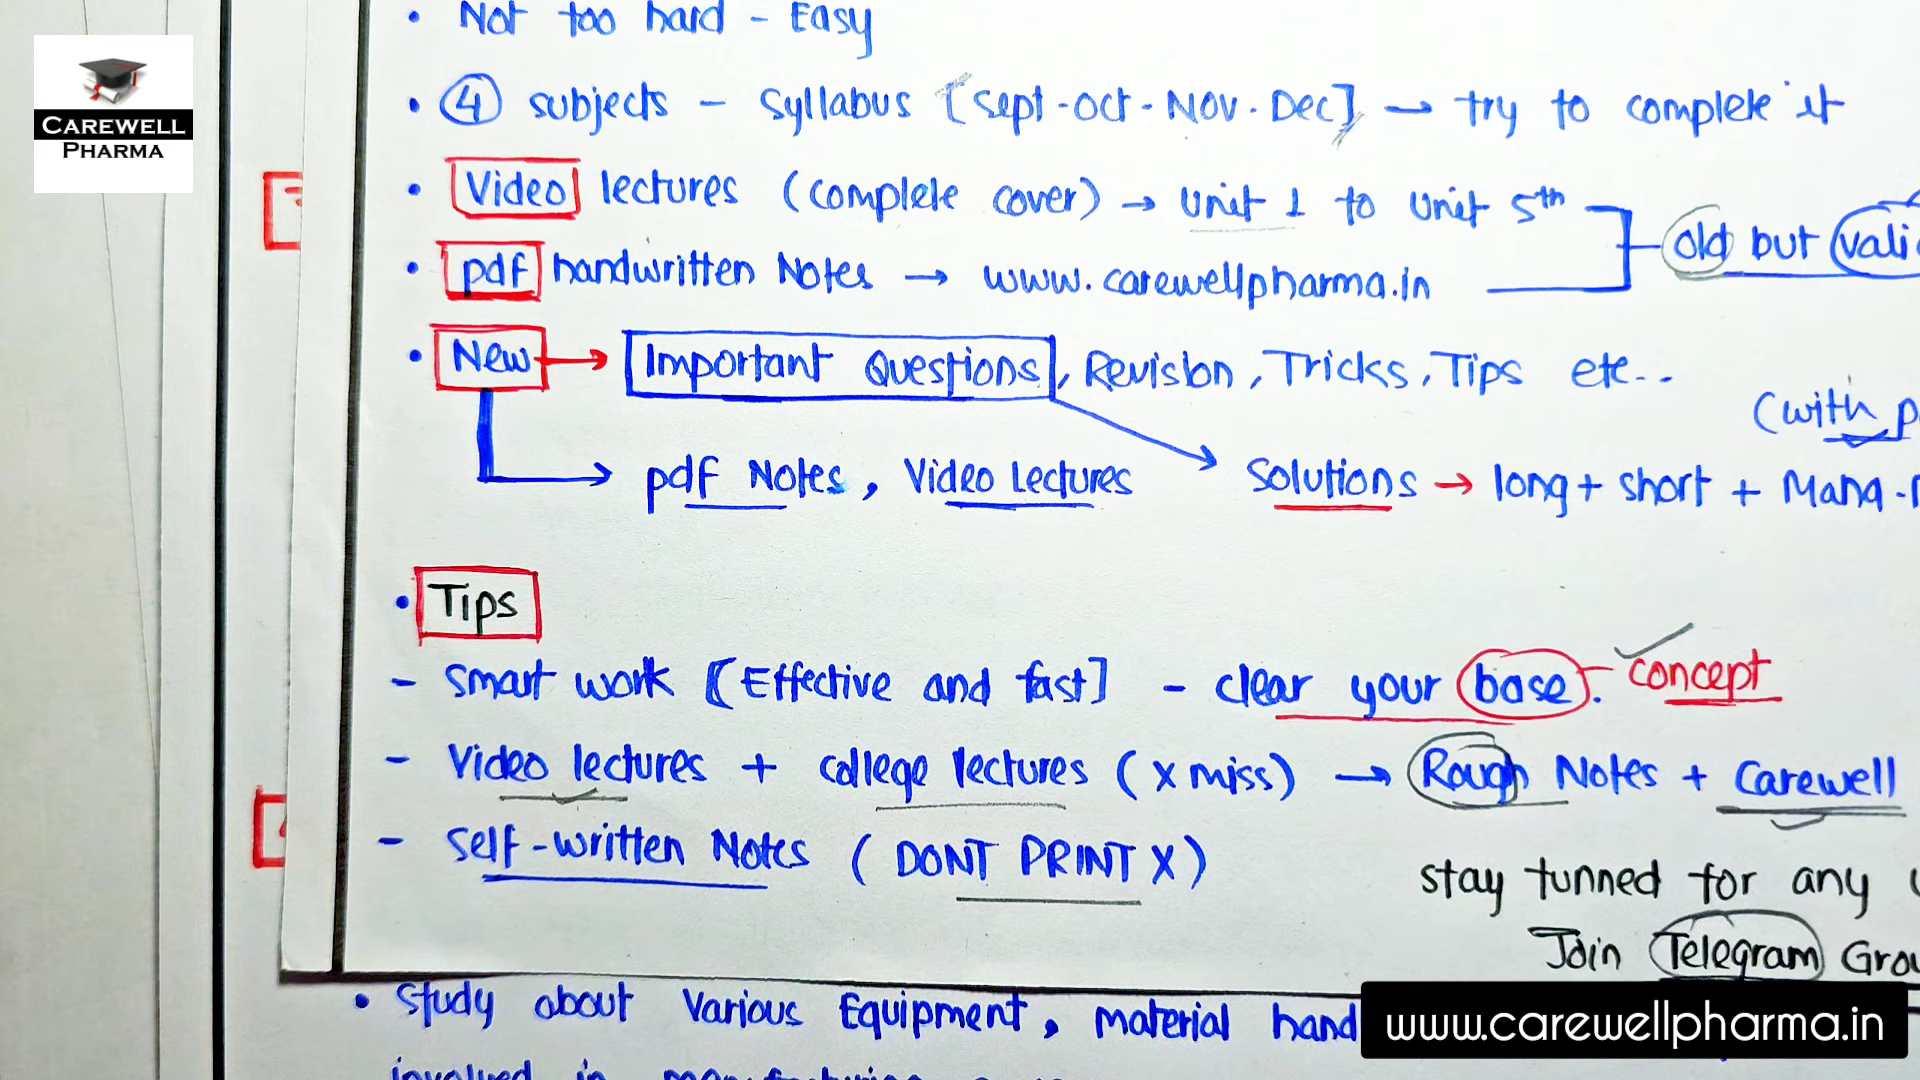 CAREWELL
PHARMA
• Not too hard - Easy
• 4 subjects - Syllabus [Sept-Oct-Nov-Dec] → try to complete it
• Video lectures (complete cover) → Unit 1 to Unit 5th
old but
• pdf handwritten Notes → www.carewellpharma.in
• New → Important Questions, Revision, Tricks, Tips etc..
(with
→ pdf Notes, Video Lectures
Solutions → long + short + Mana
• Tips
- Smart work [Effective and fast] - clear your base. concept
- Video lectures + college lectures (x miss) → Rough Notes + Carewell
- Self-written Notes (DONT PRINT X)
stay tunned for any
Join Telegram
• Study about various Equipment, material
involved in
www.carewellpharma.in